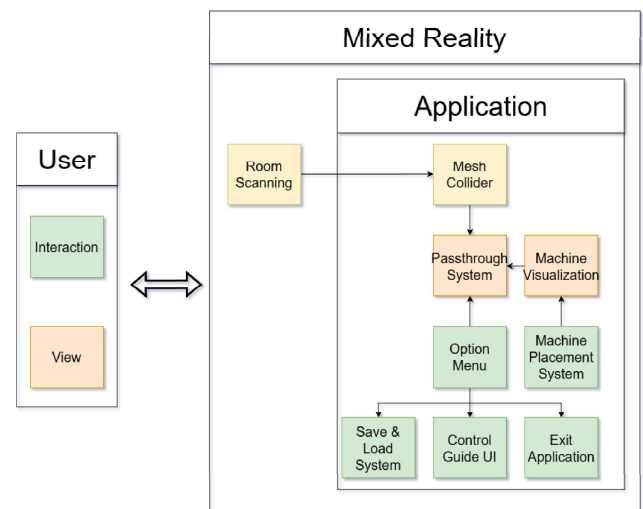 Mixed Reality
Application
User
Room
Scanning
Mesh
Collider
Interaction
Passthrough
System
Machine
Visualization
View
Option
Menu
Machine
Placement
System
Save &
Load
System
Control
Guide UI
Exit
Application